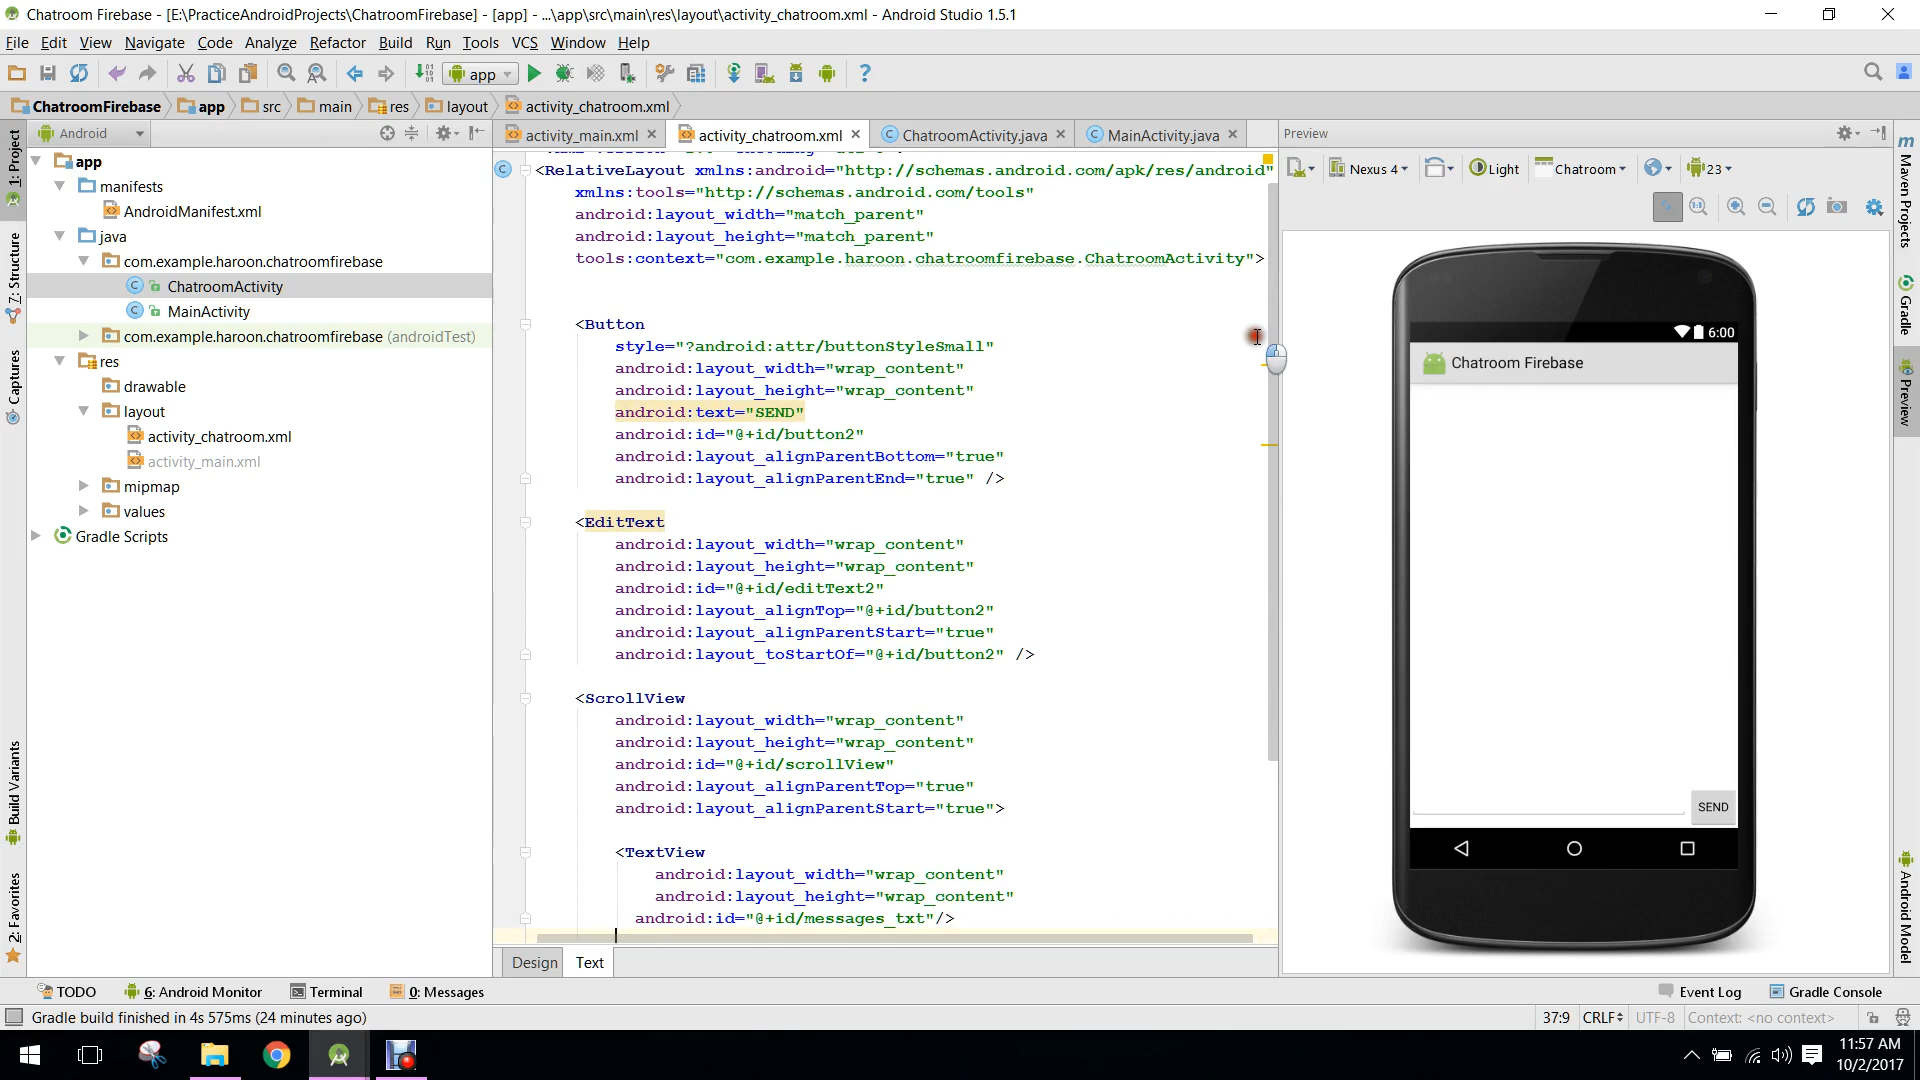 Chatroom Firebase - [E:\PracticeAndroidProjects\ChatroomFirebase] - [app] - ...\app\src\main\res\layout\activity_chatroom.xml - Android Studio 1.5.1
File Edit View Navigate Code Analyze Refactor Build Run Tools VCS Window Help
app
ChatroomFirebase app src main res layout activity_chatroom.xml
1: Project
7: Structure
Captures
Build Variants
2: Favorites
Android
app
manifests
AndroidManifest.xml
java
com.example.haroon.chatroomfirebase
ChatroomActivity
MainActivity
com.example.haroon.chatroomfirebase (androidTest)
res
drawable
layout
activity_chatroom.xml
activity_main.xml
mipmap
values
Gradle Scripts
activity_main.xml activity_chatroom.xml ChatroomActivity.java MainActivity.java
<RelativeLayout xmlns:android="http://schemas.android.com/apk/res/android"
xmlns:tools="http://schemas.android.com/tools"
android:layout_width="match_parent"
android:layout_height="match_parent"
tools:context="com.example.haroon.chatroomfirebase.ChatroomActivity">
<Button
style="?android:attr/buttonStyleSmall"
android:layout_width="wrap_content"
android:layout_height="wrap_content"
android:text="SEND"
android:id="@+id/button2"
android:layout_alignParentBottom="true"
android:layout_alignParentEnd="true" />
<EditText
android:layout_width="wrap_content"
android:layout_height="wrap_content"
android:id="@+id/editText2"
android:layout_alignTop="@+id/button2"
android:layout_alignParentStart="true"
android:layout_toStartOf="@+id/button2" />
<ScrollView
android:layout_width="wrap_content"
android:layout_height="wrap_content"
android:id="@+id/scrollView"
android:layout_alignParentTop="true"
android:layout_alignParentStart="true">
<TextView
android:layout_width="wrap_content"
android:layout_height="wrap_content"
android:id="@+id/messages_txt"/>
Design Text
Preview
Nexus 4 Light Chatroom 23
1:1
6:00
Chatroom Firebase
SEND
Maven Projects
Gradle
Preview
Android Model
TODO 6: Android Monitor Terminal 0: Messages Event Log Gradle Console
Gradle build finished in 4s 575ms (24 minutes ago) 37:9 CRLF UTF-8 Context: <no context>
11:57 AM
10/2/2017